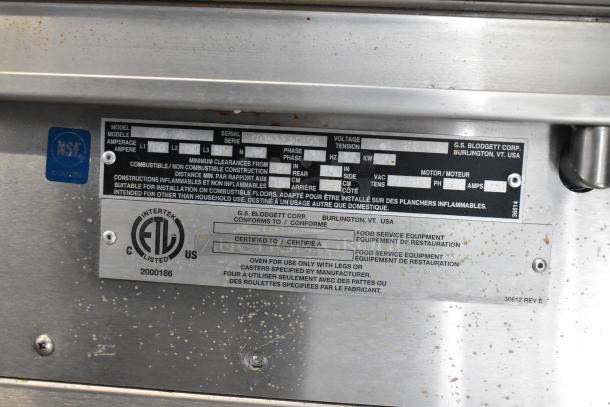 NSF
MODEL
MODELE
SERIAL
SERIE
VOLTAGE
TENSION
G.S. BLODGETT CORP.
BURLINGTON, VT. USA
AMPERAGE
AMPERE
L1 L2 L3 N
PHASE
PHASE
HZ KW
MINIMUM CLEARANCES FROM
COMBUSTIBLE / NON COMBUSTIBLE CONSTRUCTION
DISTANCE MIN. PAR RAPPORT AUX
CONSTRUCTIONS INFLAMMABLES ET NON INFLAMMABLES
IN
REAR
CM
ARRIÈRE
IN
SIDE
CM
CÔTÉ
MOTOR / MOTEUR
VAC
TENS
PH
AMPS
SUITABLE FOR INSTALLATION ON COMBUSTIBLE FLOORS. ADAPTÉ POUR ÊTRE INSTALLÉ SUR DES PLANCHERS INFLAMMABLES.
INTENDED FOR OTHER THAN HOUSEHOLD USE. DESTINÉ À UN USAGE AUTRE QUE DOMESTIQUE.
36614
INTERTEK
ETL
C US
LISTED
2000186
G.S. BLODGETT CORP. BURLINGTON, VT. USA
CONFORMS TO / CONFORME
FOOD SERVICE EQUIPMENT
EQUIPEMENT DE RESTAURATION
CERTIFIED TO / CERTIFIÉ A
FOOD SERVICE EQUIPMENT
EQUIPEMENT DE RESTAURATION
OVEN FOR USE ONLY WITH LEGS OR
CASTERS SPECIFIED BY MANUFACTURER.
FOUR À UTILISER SEULEMENT AVEC DES PATTES OU
DES ROULETTES SPÉCIFIÉES PAR LE FABRICANT.
36612 REV E